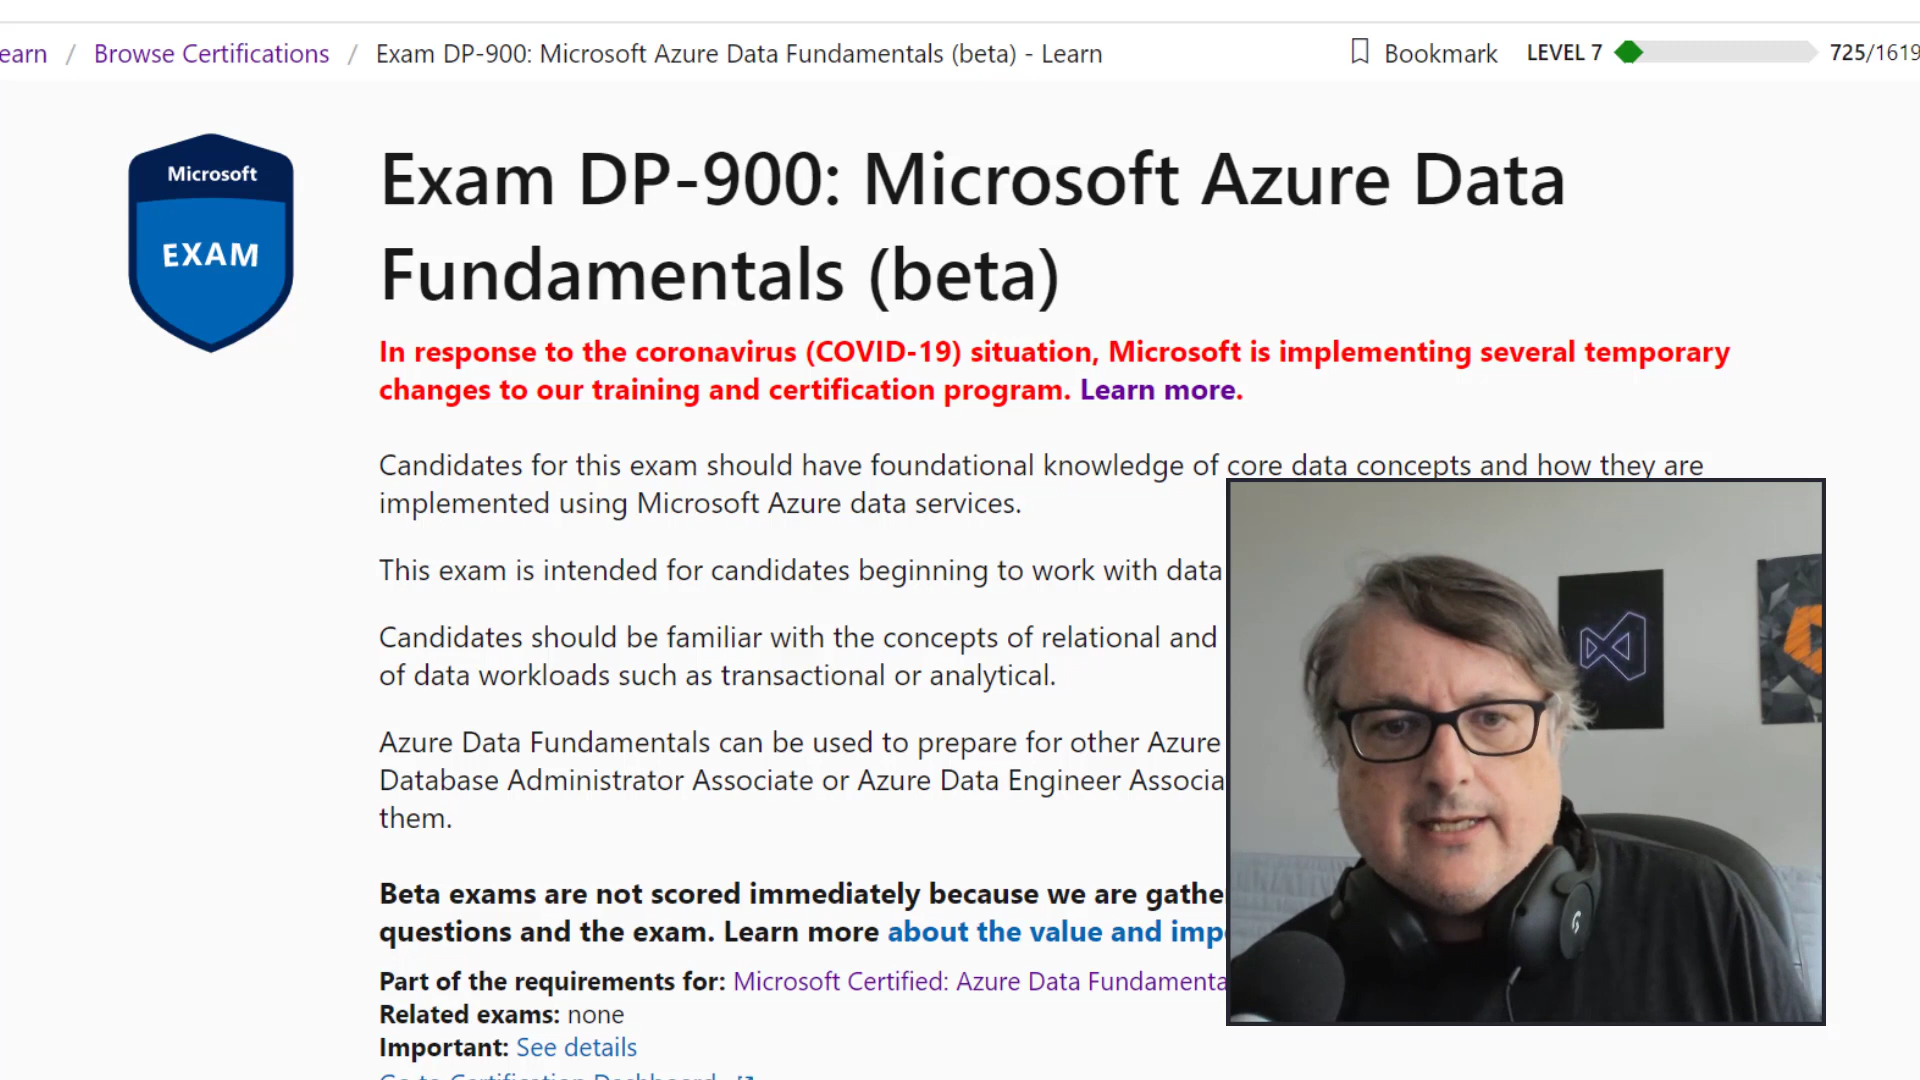 earn / Browse Certifications / Exam DP-900: Microsoft Azure Data Fundamentals (beta) - Learn
Bookmark LEVEL 7 725/1619
Microsoft
EXAM
Exam DP-900: Microsoft Azure Data
Fundamentals (beta)
In response to the coronavirus (COVID-19) situation, Microsoft is implementing several temporary
changes to our training and certification program. Learn more.
Candidates for this exam should have foundational knowledge of core data concepts and how they are
implemented using Microsoft Azure data services.
This exam is intended for candidates beginning to work with data
Candidates should be familiar with the concepts of relational and
of data workloads such as transactional or analytical.
Azure Data Fundamentals can be used to prepare for other Azure
Database Administrator Associate or Azure Data Engineer Associa
them.
Beta exams are not scored immediately because we are gathe
questions and the exam. Learn more about the value and imp
Part of the requirements for: Microsoft Certified: Azure Data Fundamenta
Related exams: none
Important: See details
Go to Certification Dashboard